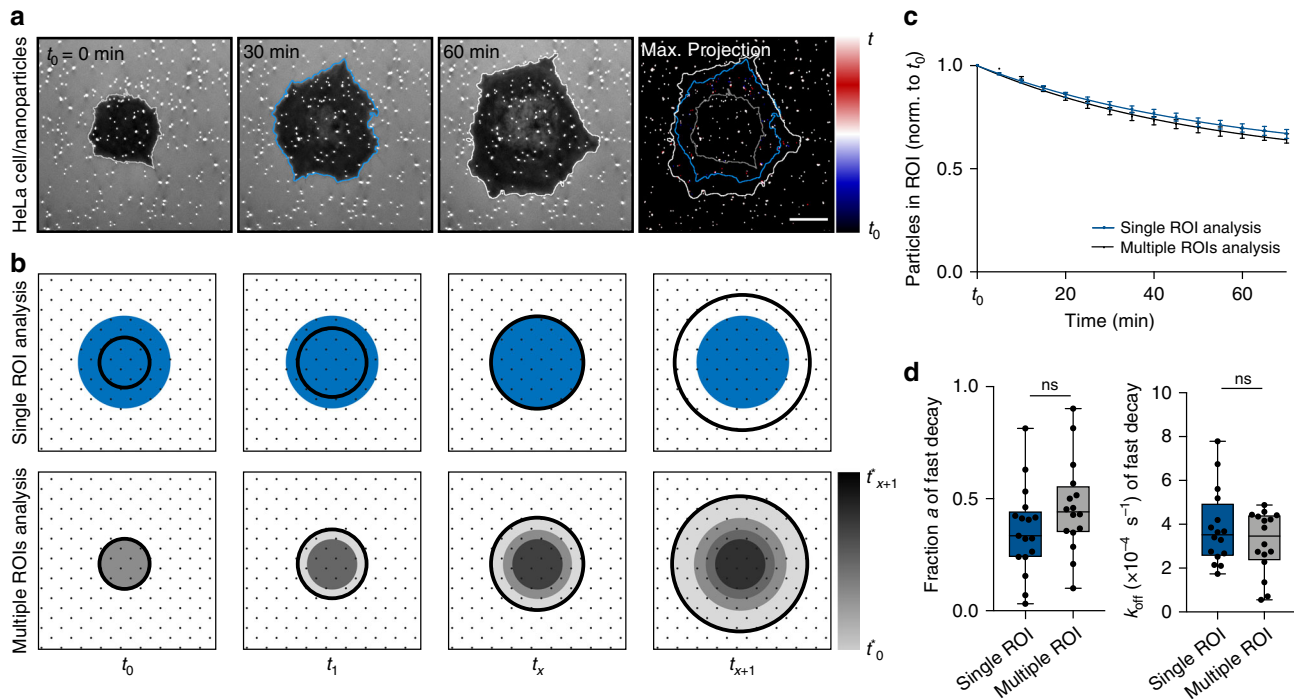 a
HeLa cell/nanoparticles
t0 = 0 min
30 min
60 min
Max. Projection
t
t0
b
Single ROI analysis
Multiple ROIs analysis
t*x+1
t*0
t0
t1
tx
tx+1
c
Particles in ROI (norm. to t0)
1.0
0.5
0.0
t0
20
40
60
Time (min)
Single ROI analysis
Multiple ROIs analysis
d
Fraction a of fast decay
1.0
0.5
0.0
ns
Single ROI
Multiple ROI
koff (×10–4 s–1) of fast decay
10
8
6
4
2
0
ns
Single ROI
Multiple ROI